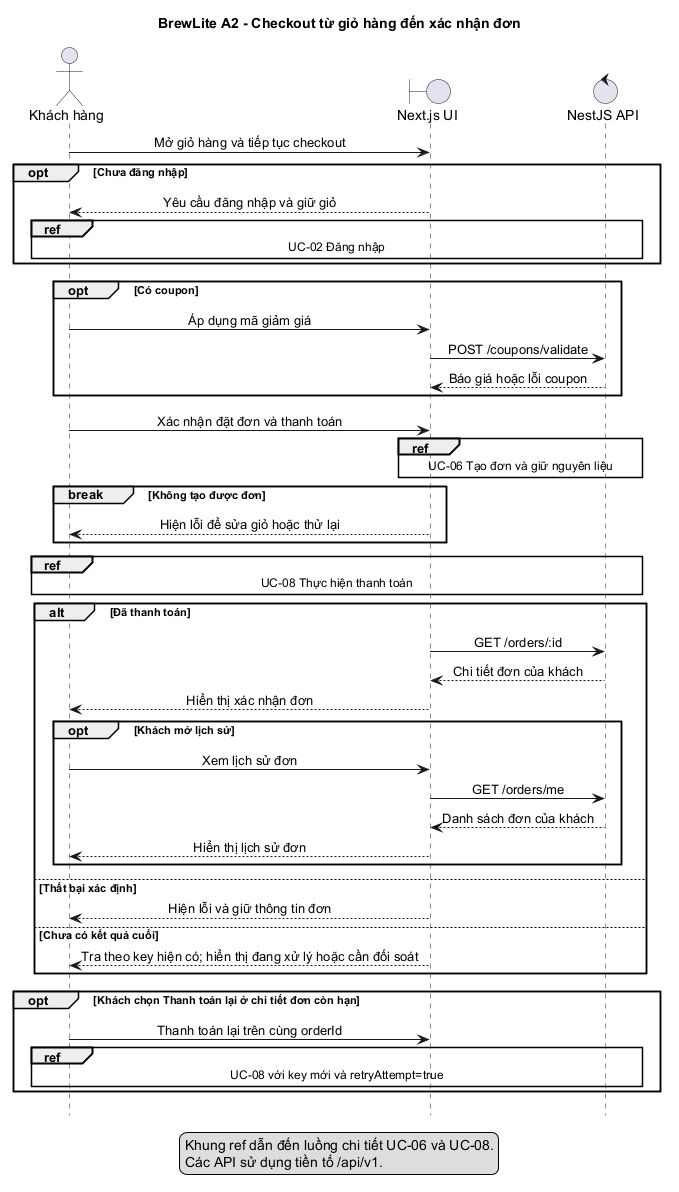 BrewLite A2 - Checkout từ giỏ hàng đến xác nhận đơn
Khách hàng
Next.js UI
NestJS API
Mở giỏ hàng và tiếp tục checkout
opt [Chưa đăng nhập]
Yêu cầu đăng nhập và giữ giỏ
ref
UC-02 Đăng nhập
opt [Có coupon]
Áp dụng mã giảm giá
POST /coupons/validate
Báo giá hoặc lỗi coupon
Xác nhận đặt đơn và thanh toán
ref
UC-06 Tạo đơn và giữ nguyên liệu
break [Không tạo được đơn]
Hiện lỗi để sửa giỏ hoặc thử lại
ref
UC-08 Thực hiện thanh toán
alt [Đã thanh toán]
GET /orders/:id
Chi tiết đơn của khách
Hiển thị xác nhận đơn
opt [Khách mở lịch sử]
Xem lịch sử đơn
GET /orders/me
Danh sách đơn của khách
Hiển thị lịch sử đơn
[Thất bại xác định]
Hiện lỗi và giữ thông tin đơn
[Chưa có kết quả cuối]
Tra theo key hiện có; hiển thị đang xử lý hoặc cần đối soát
opt [Khách chọn Thanh toán lại ở chi tiết đơn còn hạn]
Thanh toán lại trên cùng orderId
ref
UC-08 với key mới và retryAttempt=true
Khung ref dẫn đến luồng chi tiết UC-06 và UC-08.
Các API sử dụng tiền tố /api/v1.